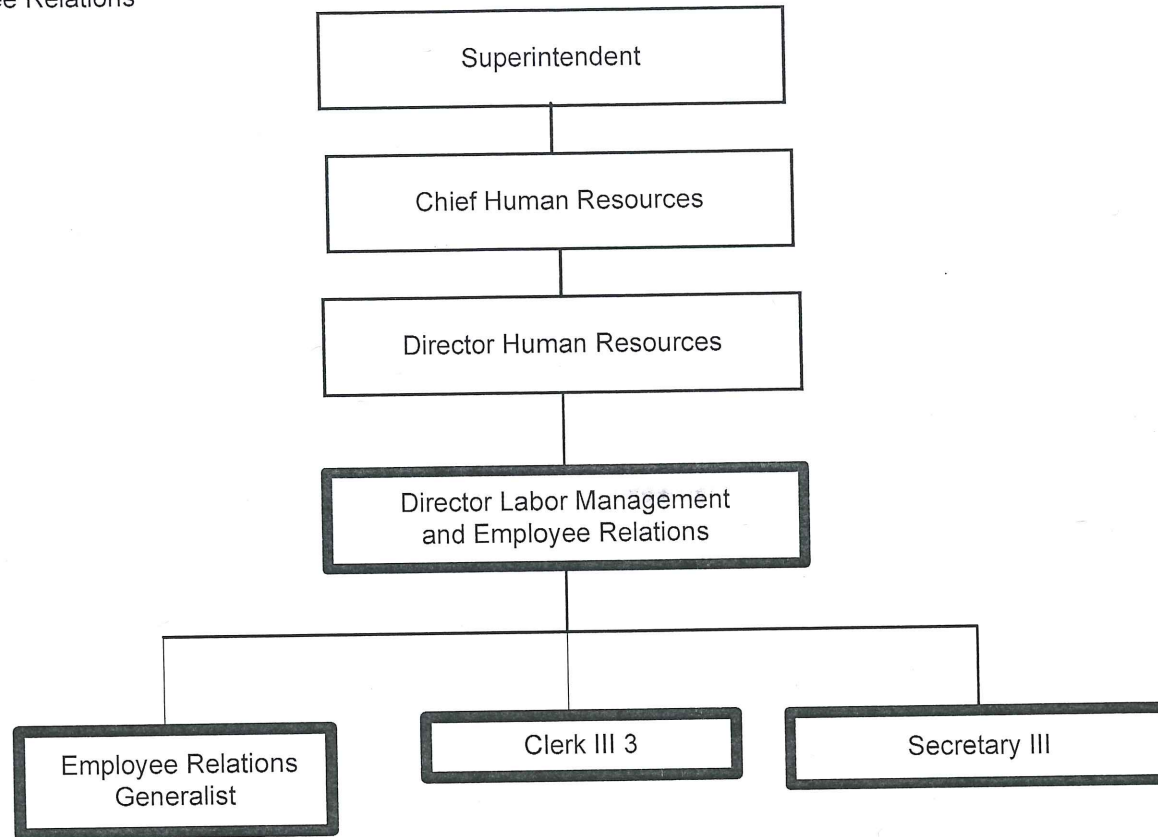 Relations
Superintendent
Chief Human Resources
Director Human Resources
Director Labor Management
and Employee Relations
Employee Relations
Generalist
Clerk III 3
Secretary III